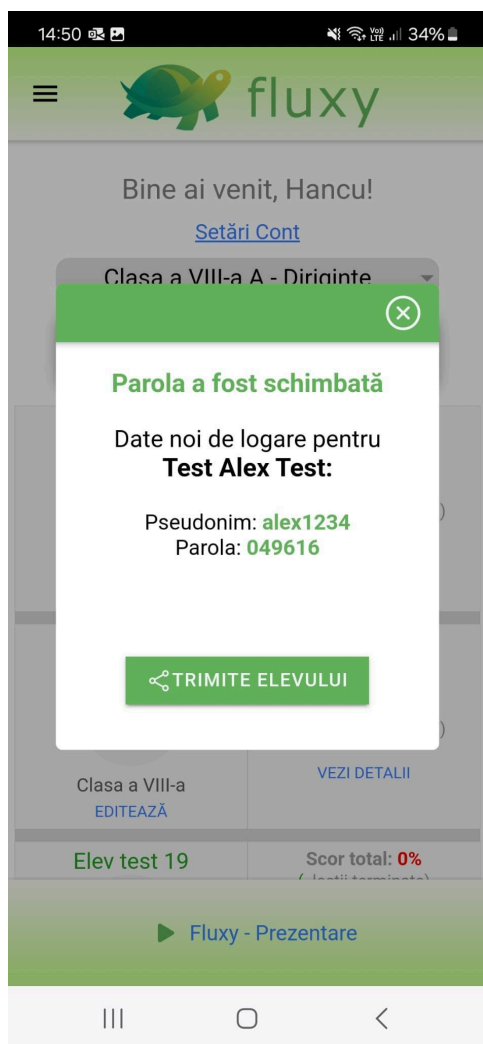 14:50
LTE 34%
fluxy
Bine ai venit, Hancu!
Setări Cont
Clasa a VIII-a A - Diriginte
Parola a fost schimbată
Date noi de logare pentru
Test Alex Test:
Pseudonim: alex1234
Parola: 049616
TRIMITE ELEVULUI
)
)
Clasa a VIII-a
VEZI DETALII
EDITEAZĂ
Elev test 19
Scor total: 0%
Fluxy - Prezentare